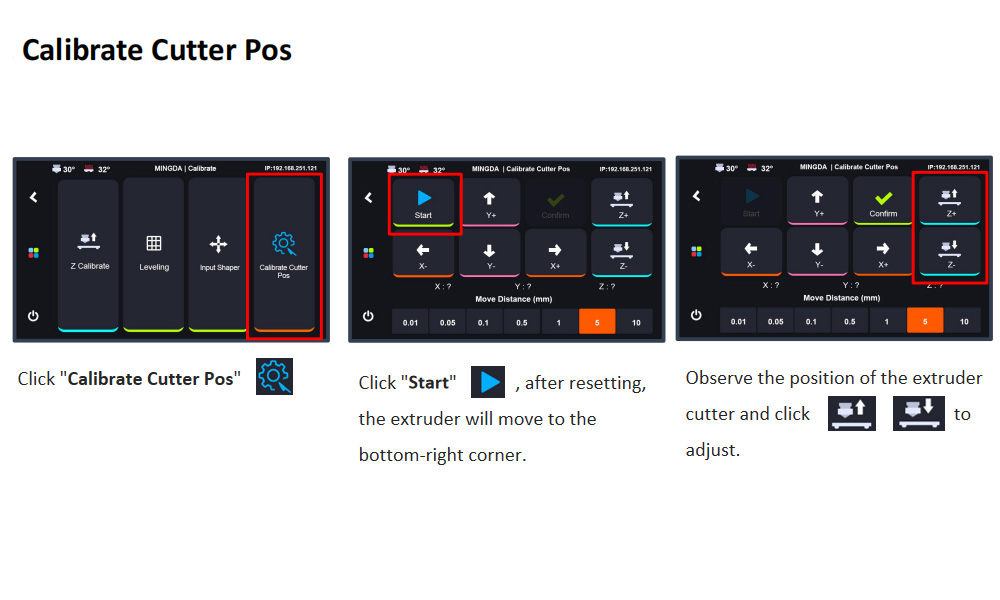 Calibrate Cutter Pos
30° 32° MINGDA | Calibrate IP:192.168.251.121
Z Calibrate
Leveling
Input Shaper
Calibrate Cutter
Pos
30° 32° MINGDA | Calibrate Cutter Pos IP:192.168.251.121
Start Y+ Confirm Z+
X- Y- X+ Z-
X : ? Y : ? Z : ?
Move Distance (mm)
0.01 0.05 0.1 0.5 1 5 10
30° 32° MINGDA | Calibrate Cutter Pos IP:192.168.251.121
Start Y+ Confirm Z+
X- Y- X+ Z-
X : ? Y : ? Z : ?
Move Distance (mm)
0.01 0.05 0.1 0.5 1 5 10
Click "Calibrate Cutter Pos"
Click "Start" , after resetting,
the extruder will move to the
bottom-right corner.
Observe the position of the extruder
cutter and click to
adjust.